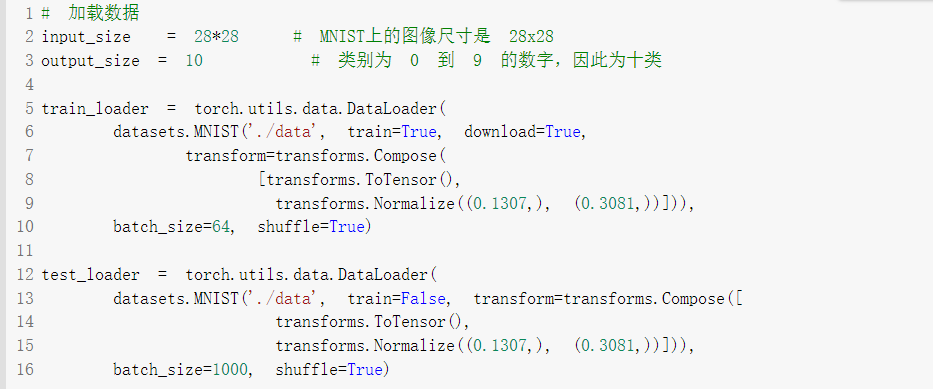 1 #  加载数据
2 input_size    =  28*28      #  MNIST上的图像尺寸是  28x28
3 output_size  =  10            #  类别为  0  到  9  的数字，因此为十类
4
5 train_loader  =  torch.utils.data.DataLoader(
6         datasets.MNIST('./data',  train=True,  download=True,
7                 transform=transforms.Compose(
8                         [transforms.ToTensor(),
9                           transforms.Normalize((0.1307,),  (0.3081,))])),
10         batch_size=64,  shuffle=True)
11
12 test_loader  =  torch.utils.data.DataLoader(
13         datasets.MNIST('./data',  train=False,  transform=transforms.Compose([
14                           transforms.ToTensor(),
15                           transforms.Normalize((0.1307,),  (0.3081,))])),
16         batch_size=1000,  shuffle=True)